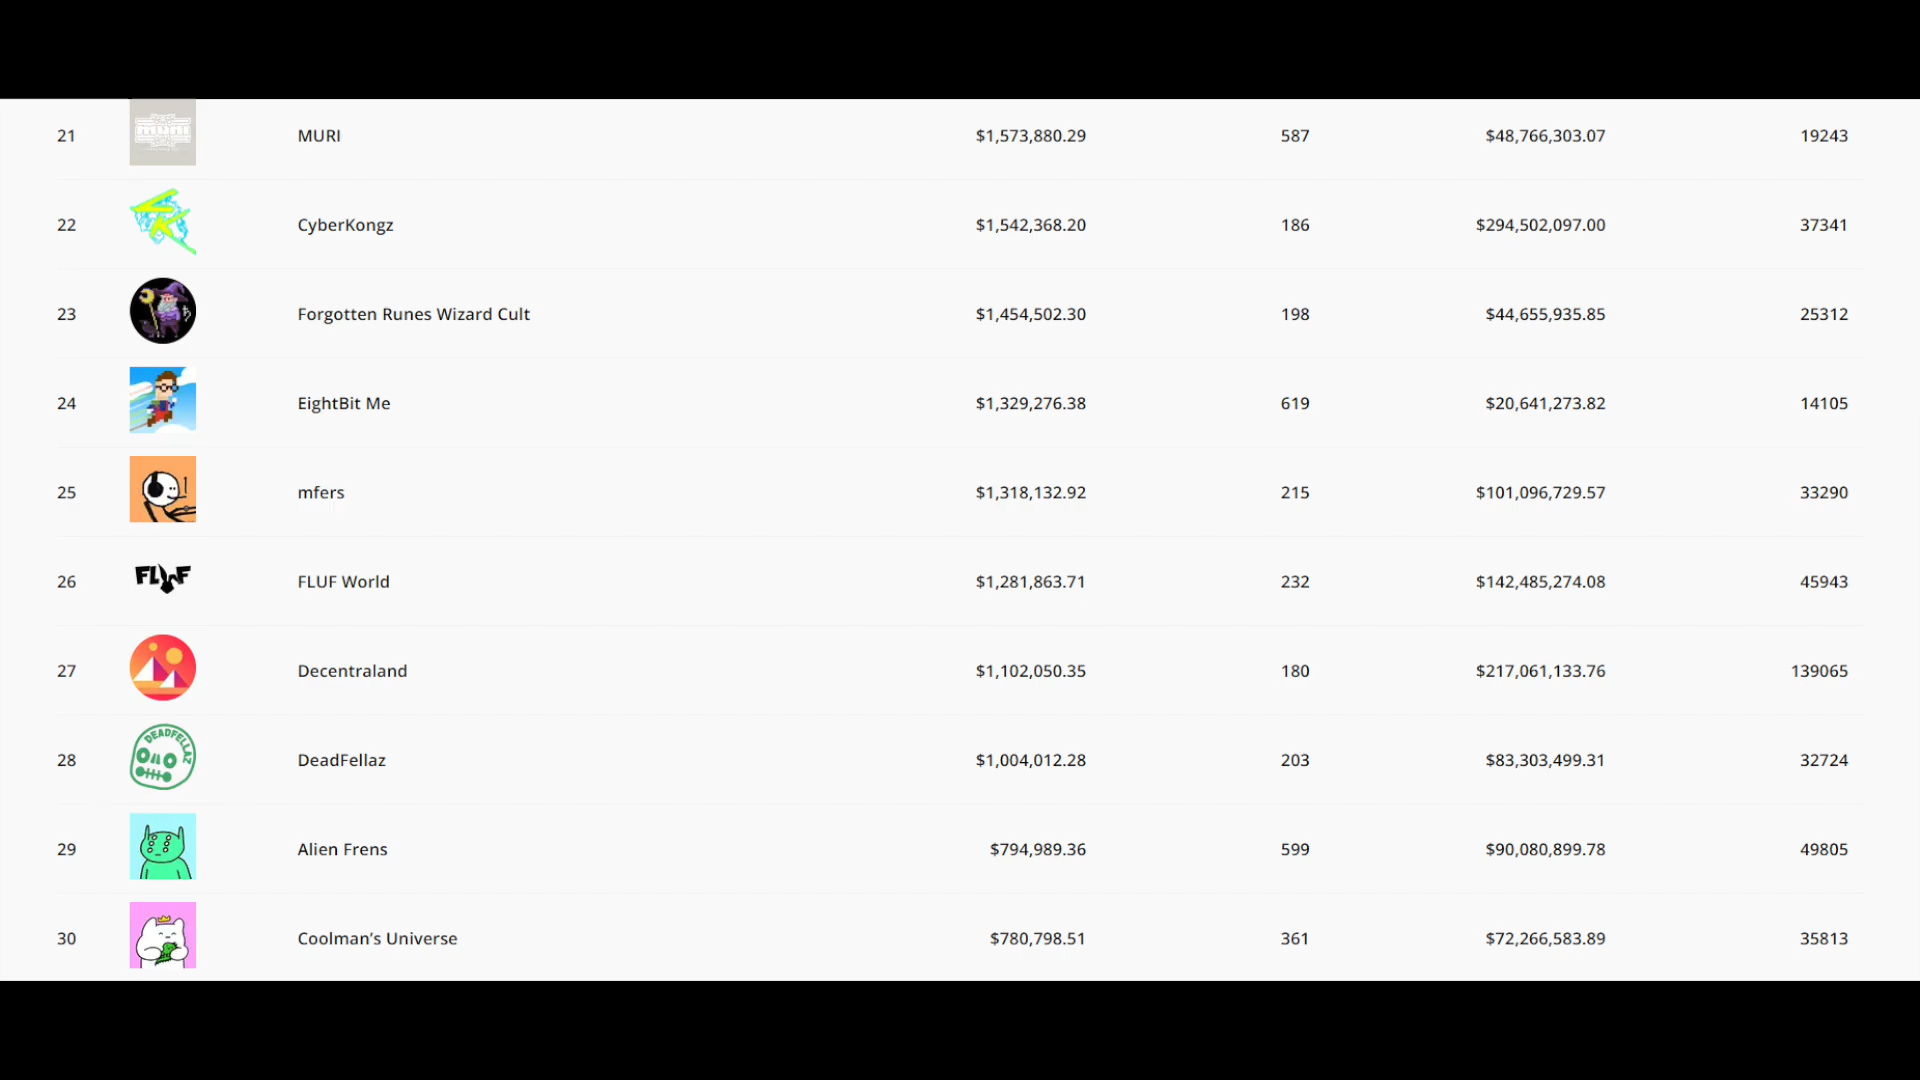 21 MURI $1,573,880.29 587 $48,766,303.07 19243
22 CyberKongz $1,542,368.20 186 $294,502,097.00 37341
23 Forgotten Runes Wizard Cult $1,454,502.30 198 $44,655,935.85 25312
24 EightBit Me $1,329,276.38 619 $20,641,273.82 14105
25 mfers $1,318,132.92 215 $101,096,729.57 33290
FLUF
26 FLUF World $1,281,863.71 232 $142,485,274.08 45943
27 Decentraland $1,102,050.35 180 $217,061,133.76 139065
DEADFELLAZ
28 DeadFellaz $1,004,012.28 203 $83,303,499.31 32724
29 Alien Frens $794,989.36 599 $90,080,899.78 49805
30 Coolman’s Universe $780,798.51 361 $72,266,583.89 35813